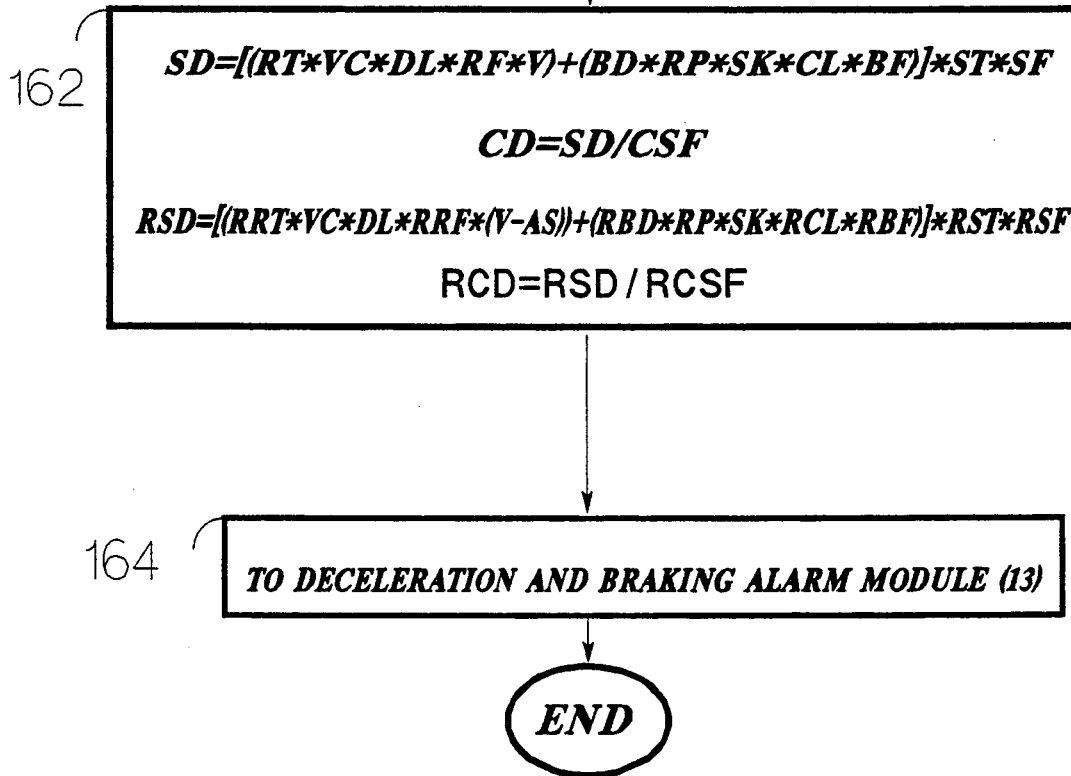 162
SD=[(RT*VC*DL*RF*V)+(BD*RP*SK*CL*BF)]*ST*SF
CD=SD/CSF
RSD=[(RRT*VC*DL*RRF*(V-AS))+(RBD*RP*SK*RCL*RBF)]*RST*RSF
RCD=RSD/RCSF
164
TO DECELERATION AND BRAKING ALARM MODULE (13)
END